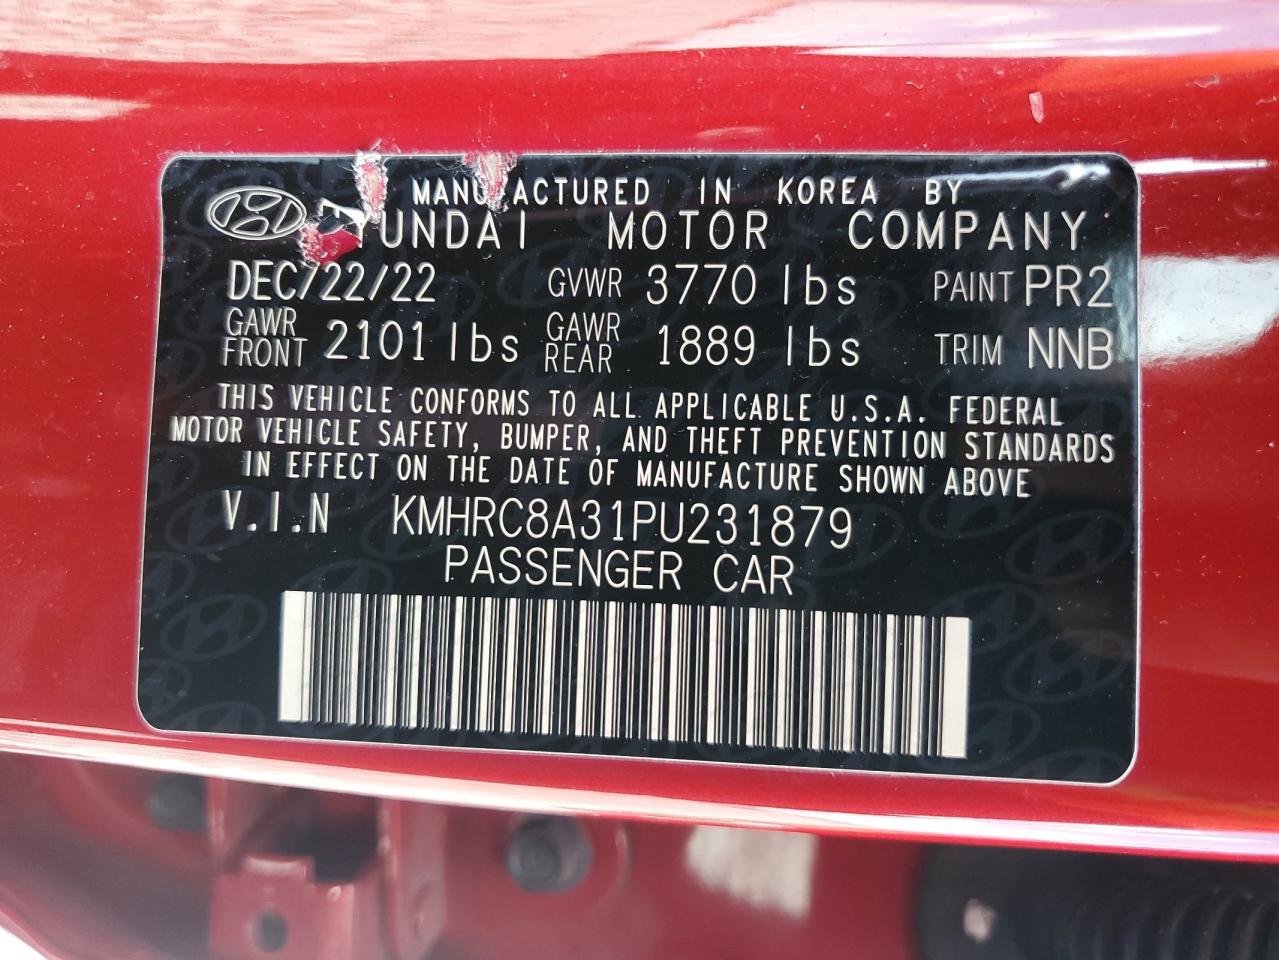 MANUFACTURED IN KOREA BY
HYUNDAI MOTOR COMPANY
DEC/22/22 GVWR 3770 lbs PAINT PR2
GAWR FRONT 2101 lbs GAWR REAR 1889 lbs TRIM NNB
THIS VEHICLE CONFORMS TO ALL APPLICABLE U.S.A. FEDERAL
MOTOR VEHICLE SAFETY, BUMPER, AND THEFT PREVENTION STANDARDS
IN EFFECT ON THE DATE OF MANUFACTURE SHOWN ABOVE
V.I.N KMHRC8A31PU231879
PASSENGER CAR